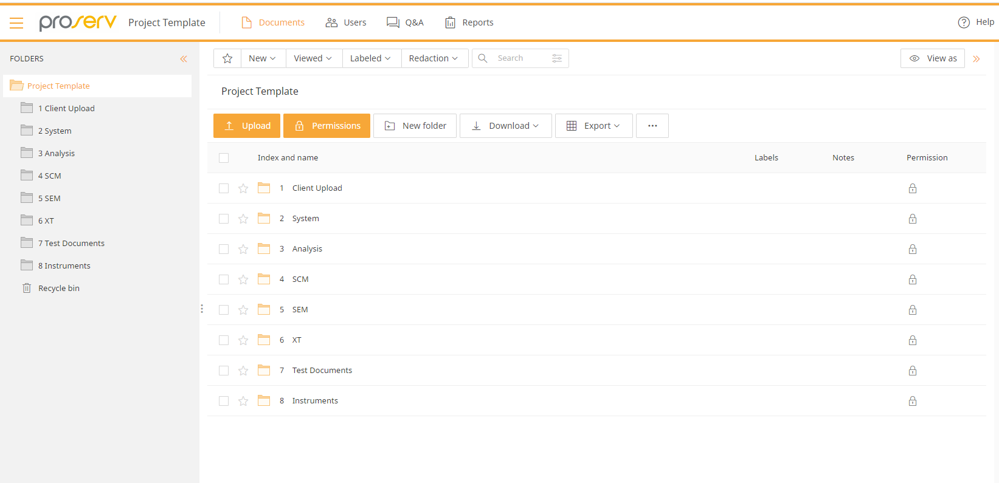 proserv Project Template Documents Users Q&A Reports Help
FOLDERS
Project Template
1 Client Upload
2 System
3 Analysis
4 SCM
5 SEM
6 XT
7 Test Documents
8 Instruments
Recycle bin
New Viewed Labeled Redaction Search View as
Project Template
Upload Permissions New folder Download Export
Index and name Labels Notes Permission
1 Client Upload
2 System
3 Analysis
4 SCM
5 SEM
6 XT
7 Test Documents
8 Instruments